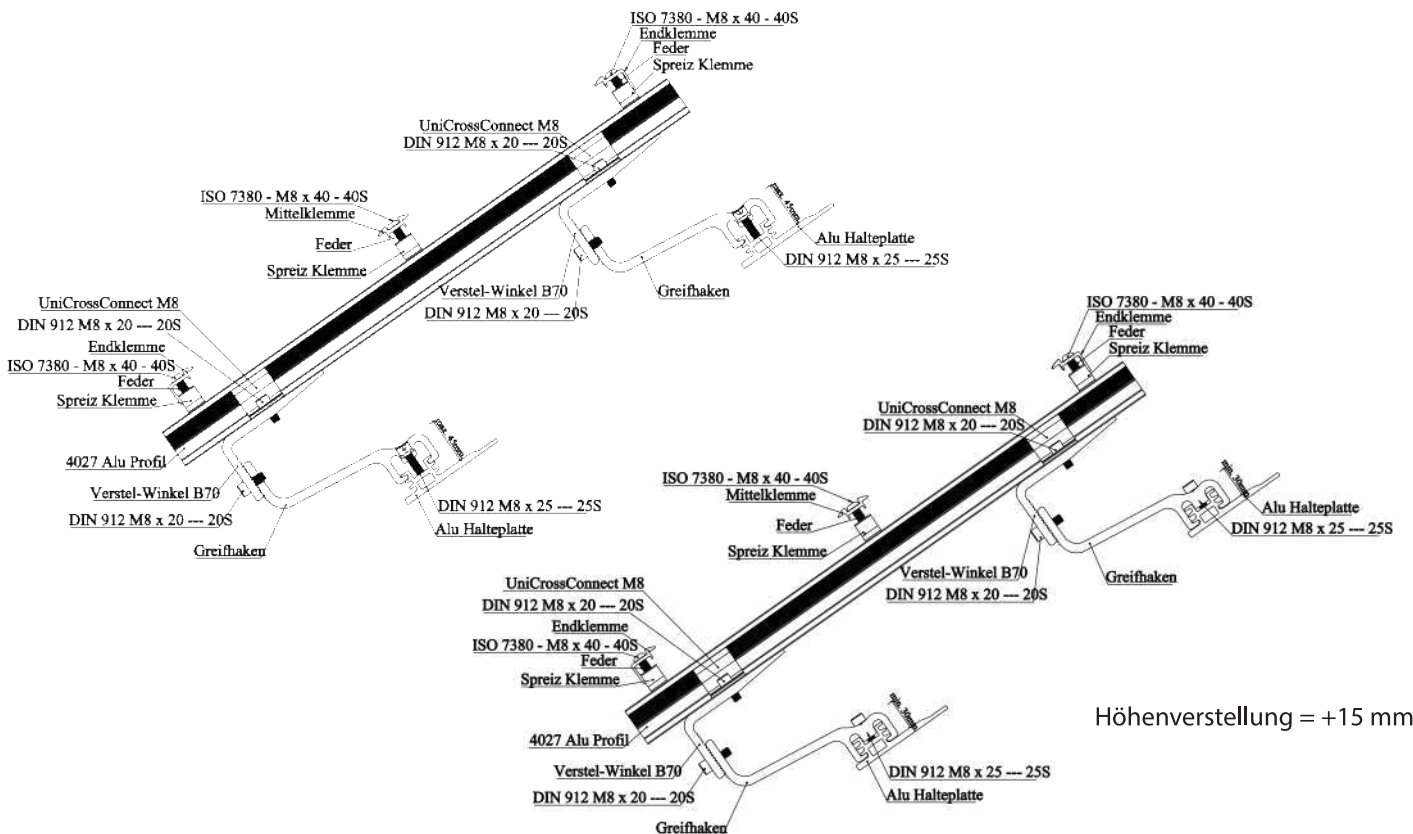 ISO 7380 - M8 x 40 - 40S
Endklemme
Feder
Spreiz Klemme
UniCrossConnect M8
DIN 912 M8 x 20 --- 20S
ISO 7380 - M8 x 40 - 40S
Mittelklemme
Feder
Spreiz Klemme
max. 45mm
Alu Halteplatte
DIN 912 M8 x 25 --- 25S
Verstel-Winkel B70
Greifhaken
DIN 912 M8 x 20 --- 20S
UniCrossConnect M8
DIN 912 M8 x 20 --- 20S
Endklemme
ISO 7380 - M8 x 40 - 40S
Feder
Spreiz Klemme
4027 Alu Profil
Verstel-Winkel B70
DIN 912 M8 x 20 --- 20S
Greifhaken
max. 45mm
DIN 912 M8 x 25 --- 25S
Alu Halteplatte
ISO 7380 - M8 x 40 - 40S
Endklemme
Feder
Spreiz Klemme
UniCrossConnect M8
DIN 912 M8 x 20 --- 20S
ISO 7380 - M8 x 40 - 40S
Mittelklemme
Feder
Spreiz Klemme
min. 30mm
Alu Halteplatte
DIN 912 M8 x 25 --- 25S
Verstel-Winkel B70
Greifhaken
DIN 912 M8 x 20 --- 20S
UniCrossConnect M8
DIN 912 M8 x 20 --- 20S
Endklemme
ISO 7380 - M8 x 40 - 40S
Feder
Spreiz Klemme
4027 Alu Profil
Verstel-Winkel B70
DIN 912 M8 x 20 --- 20S
Greifhaken
min. 30mm
DIN 912 M8 x 25 --- 25S
Alu Halteplatte
Höhenverstellung = +15 mm